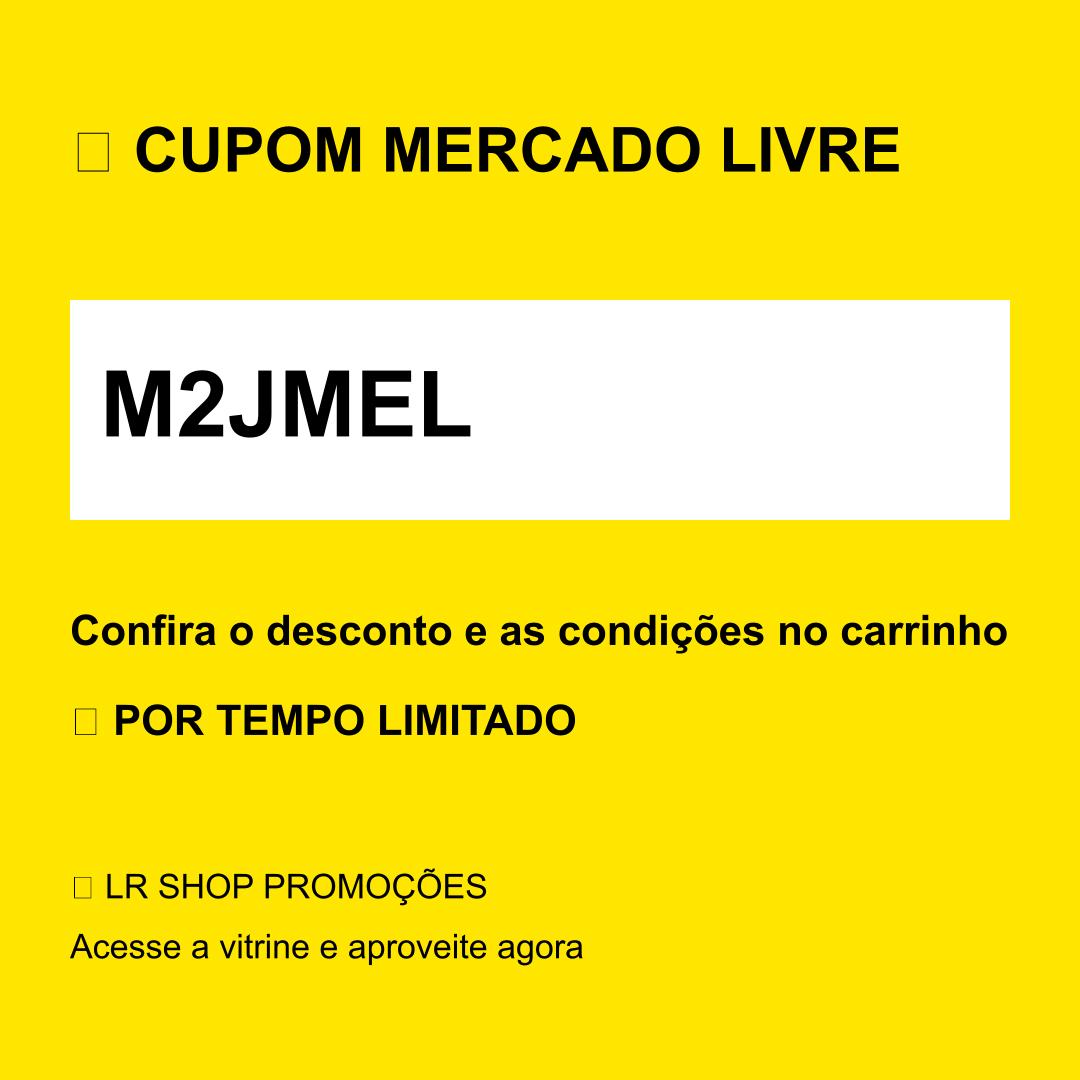 CUPOM MERCADO LIVRE
M2JMEL
Confira o desconto e as condições no carrinho
POR TEMPO LIMITADO
LR SHOP PROMOÇÕES
Acesse a vitrine e aproveite agora